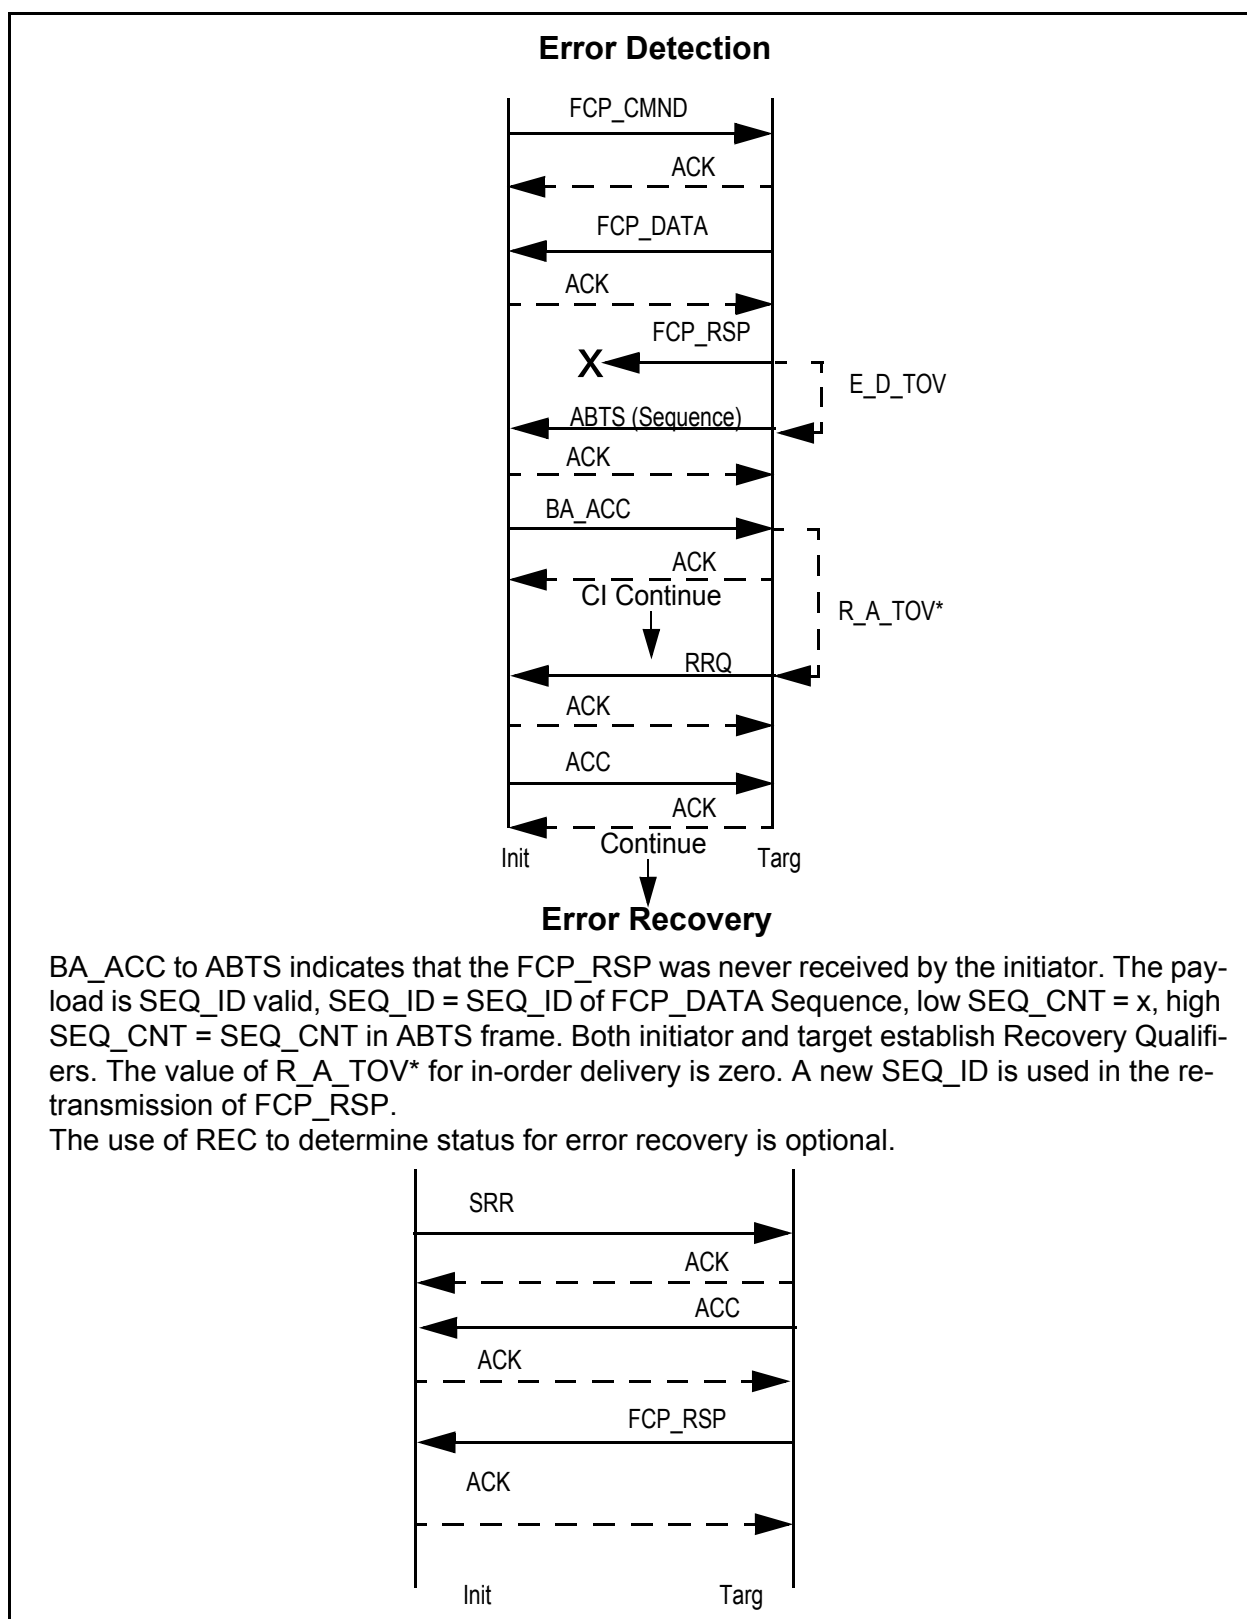 Error Detection
FCP_CMND
ACK
FCP_DATA
ACK
FCP_RSP
X
E_D_TOV
ABTS (Sequence)
ACK
BA_ACC
ACK
CI Continue
R_A_TOV*
RRQ
ACK
ACC
ACK
Continue
Init
Targ
Error Recovery
BA_ACC to ABTS indicates that the FCP_RSP was never received by the initiator. The pay-
load is SEQ_ID valid, SEQ_ID = SEQ_ID of FCP_DATA Sequence, low SEQ_CNT = x, high
SEQ_CNT = SEQ_CNT in ABTS frame. Both initiator and target establish Recovery Qualifi-
ers. The value of R_A_TOV* for in-order delivery is zero. A new SEQ_ID is used in the re-
transmission of FCP_RSP.
The use of REC to determine status for error recovery is optional.
SRR
ACK
ACC
ACK
FCP_RSP
ACK
Init
Targ